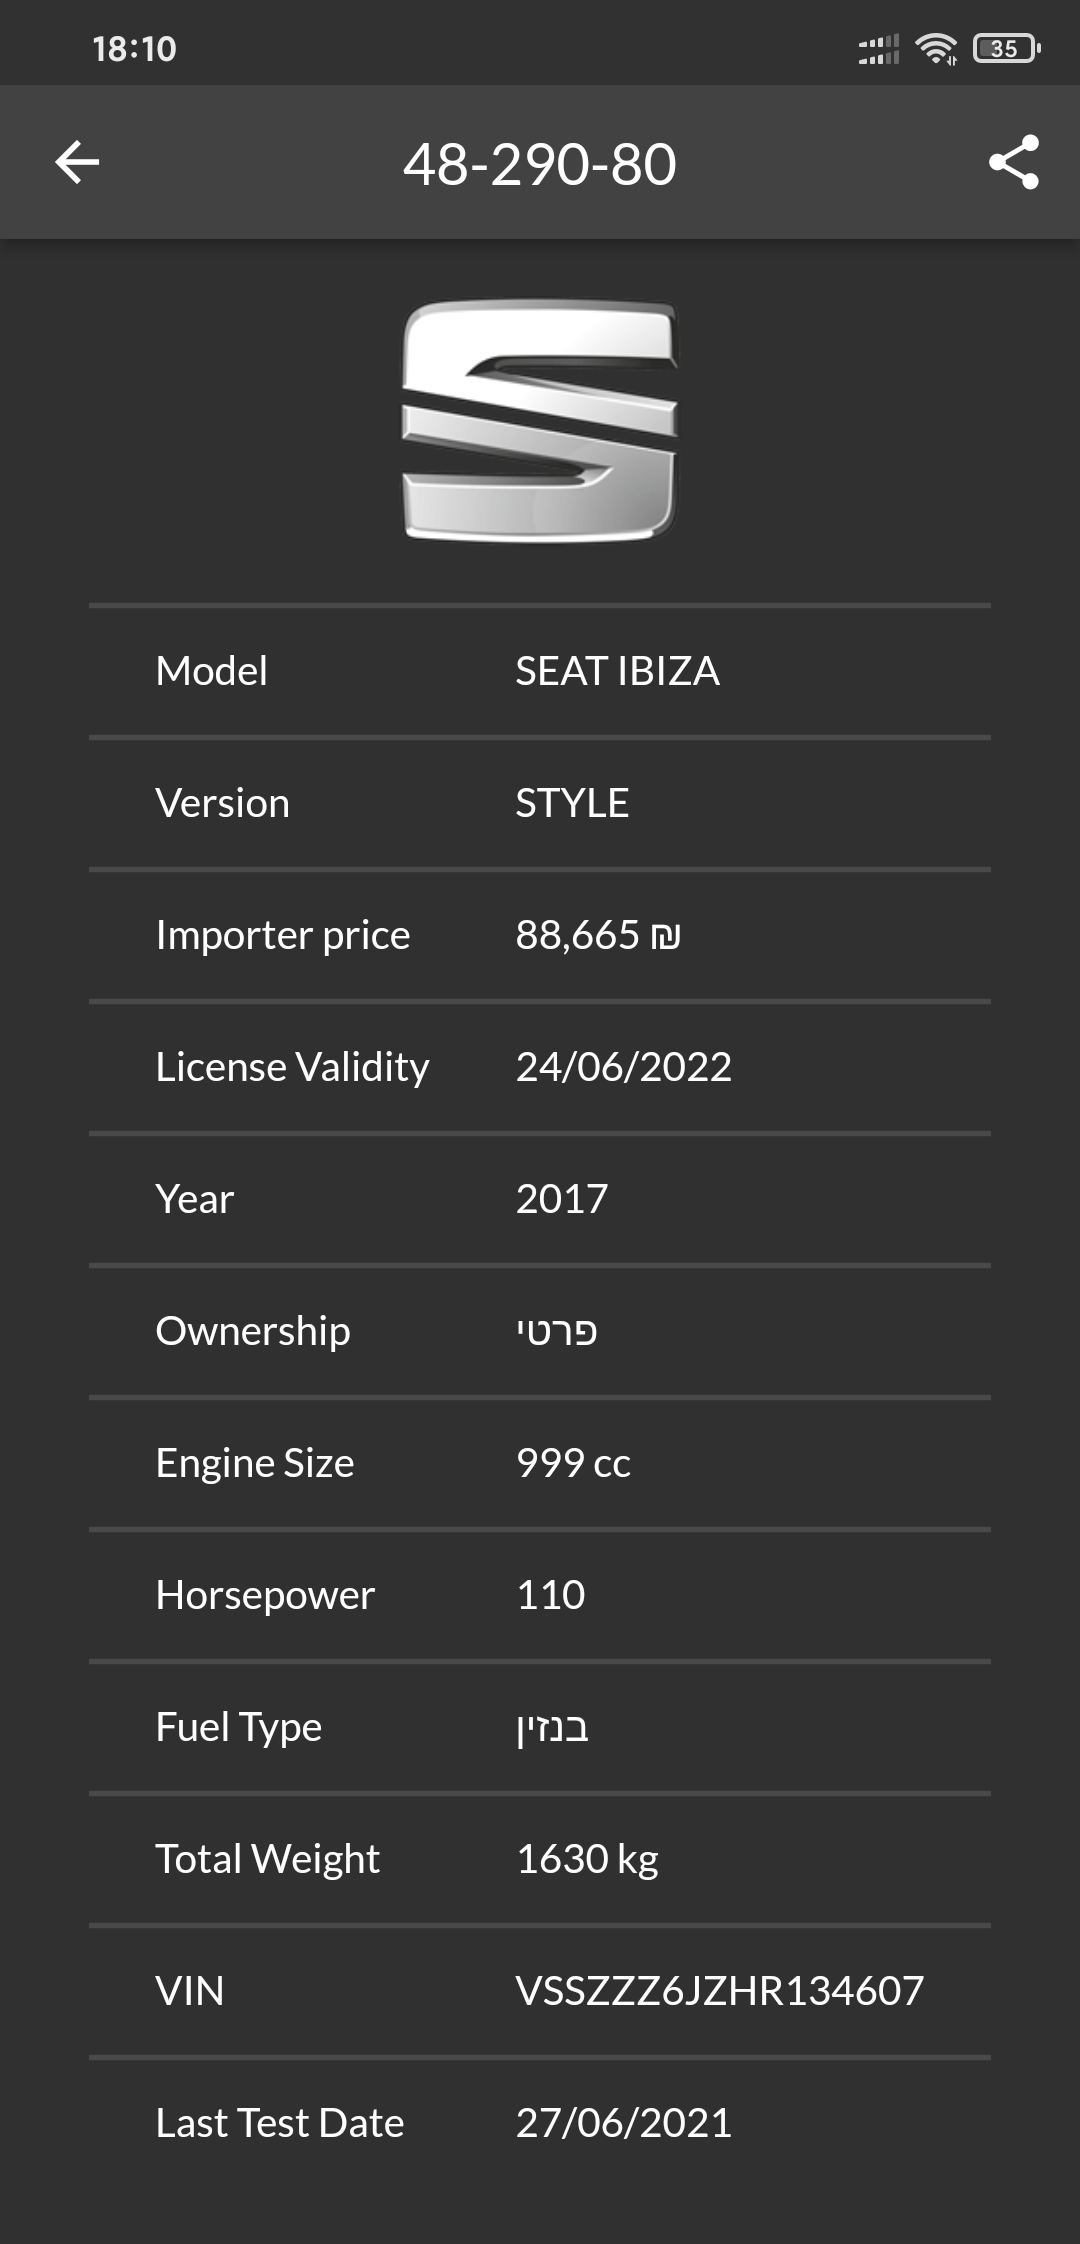 18:10
35
48-290-80
Model SEAT IBIZA
Version STYLE
Importer price 88,665 ₪
License Validity 24/06/2022
Year 2017
Ownership פרטי
Engine Size 999 cc
Horsepower 110
Fuel Type בנזין
Total Weight 1630 kg
VIN VSSZZZ6JZHR134607
Last Test Date 27/06/2021